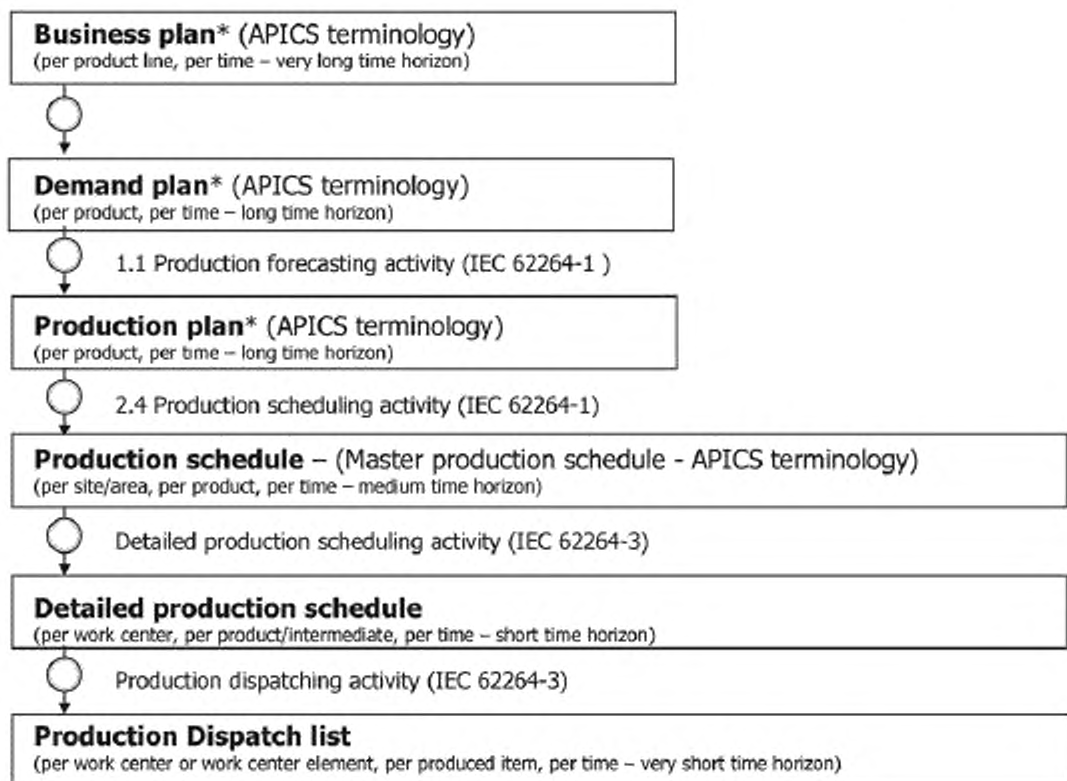 Business plan* (APICS terminology)
(per product line, per time – very long time horizon)
Demand plan* (APICS terminology)
(per product, per time – long time horizon)
1.1 Production forecasting activity (IEC 62264-1 )
Production plan* (APICS terminology)
(per product, per time – long time horizon)
2.4 Production scheduling activity (IEC 62264-1)
Production schedule – (Master production schedule - APICS terminology)
(per site/area, per product, per time – medium time horizon)
Detailed production scheduling activity (IEC 62264-3)
Detailed production schedule
(per work center, per product/intermediate, per time – short time horizon)
Production dispatching activity (IEC 62264-3)
Production Dispatch list
(per work center or work center element, per produced item, per time – very short time horizon)